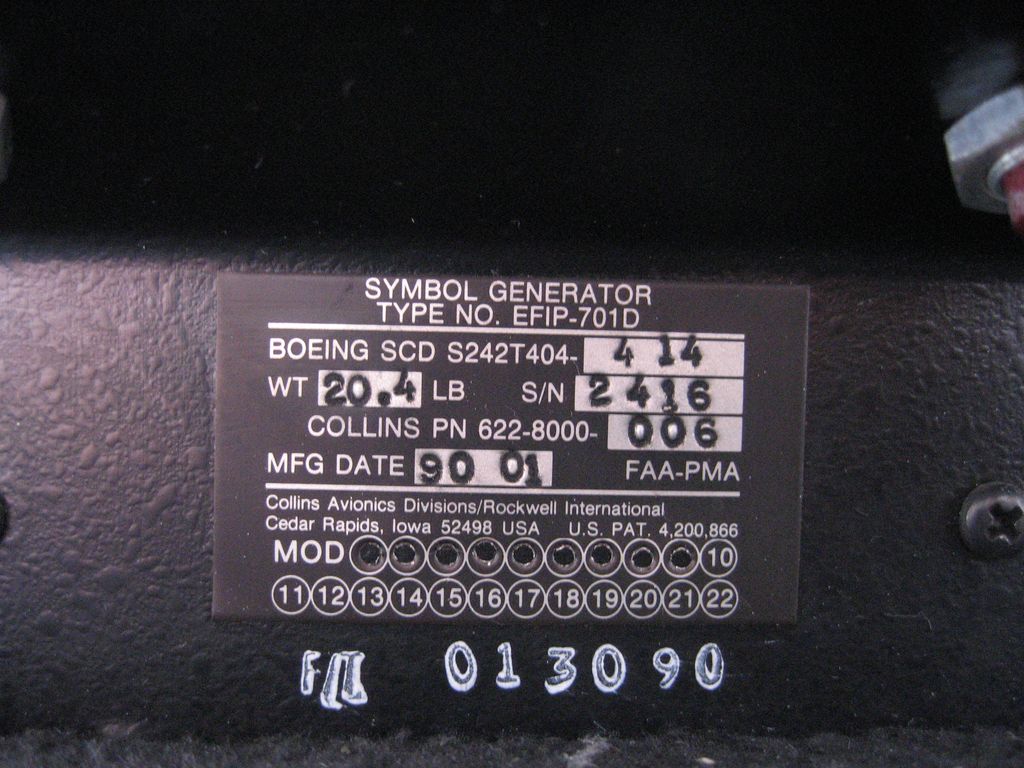 SYMBOL GENERATOR
TYPE NO. EFIP-701D
BOEING SCD S242T404- 4 14
WT 20.4 LB S/N 2416
COLLINS PN 622-8000- 006
MFG DATE 90 01 FAA-PMA
Collins Avionics Divisions/Rockwell International
Cedar Rapids, Iowa 52498 USA U.S. PAT. 4,200,866
MOD 10
11 12 13 14 15 16 17 18 19 20 21 22
013090